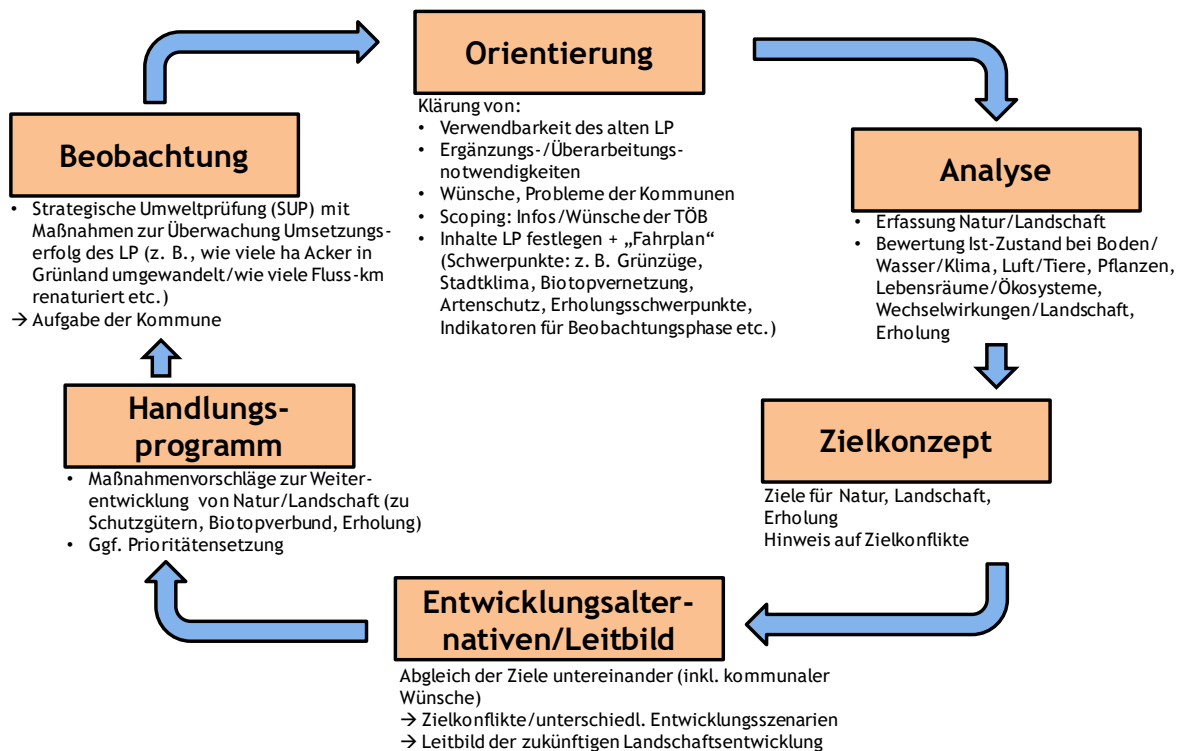 Orientierung
Klärung von:
• Verwendbarkeit des alten LP
• Ergänzungs-/Überarbeitungs-
notwendigkeiten
• Wünsche, Probleme der Kommunen
• Scoping: Infos/Wünsche der TÖB
• Inhalte LP festlegen + „Fahrplan“
(Schwerpunkte: z. B. Grünzüge,
Stadtklima, Biotopvernetzung,
Artenschutz, Erholungsschwerpunkte,
Indikatoren für Beobachtungsphase etc.)
Analyse
• Erfassung Natur/Landschaft
• Bewertung Ist-Zustand bei Boden/
Wasser/Klima, Luft/Tiere, Pflanzen,
Lebensräume/Ökosysteme,
Wechselwirkungen/Landschaft,
Erholung
Zielkonzept
Ziele für Natur, Landschaft,
Erholung
Hinweis auf Zielkonflikte
Entwicklungsalter-
nativen/Leitbild
Abgleich der Ziele untereinander (inkl. kommunaler
Wünsche)
→ Zielkonflikte/unterschiedl. Entwicklungsszenarien
→ Leitbild der zukünftigen Landschaftsentwicklung
Handlungs-
programm
• Maßnahmenvorschläge zur Weiter-
entwicklung von Natur/Landschaft (zu
Schutzgütern, Biotopverbund, Erholung)
• Ggf. Prioritätensetzung
Beobachtung
• Strategische Umweltprüfung (SUP) mit
Maßnahmen zur Überwachung Umsetzungs-
erfolg des LP (z. B., wie viele ha Acker in
Grünland umgewandelt/wie viele Fluss-km
renaturiert etc.)
→ Aufgabe der Kommune